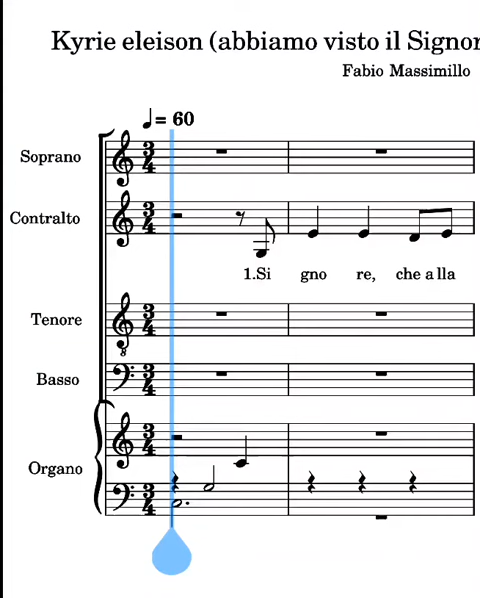 Kyrie eleison (abbiamo visto il Signor
Fabio Massimillo
♩= 60
Soprano
Contralto
1.Si gno re, che a lla
Tenore
8
Basso
Organo